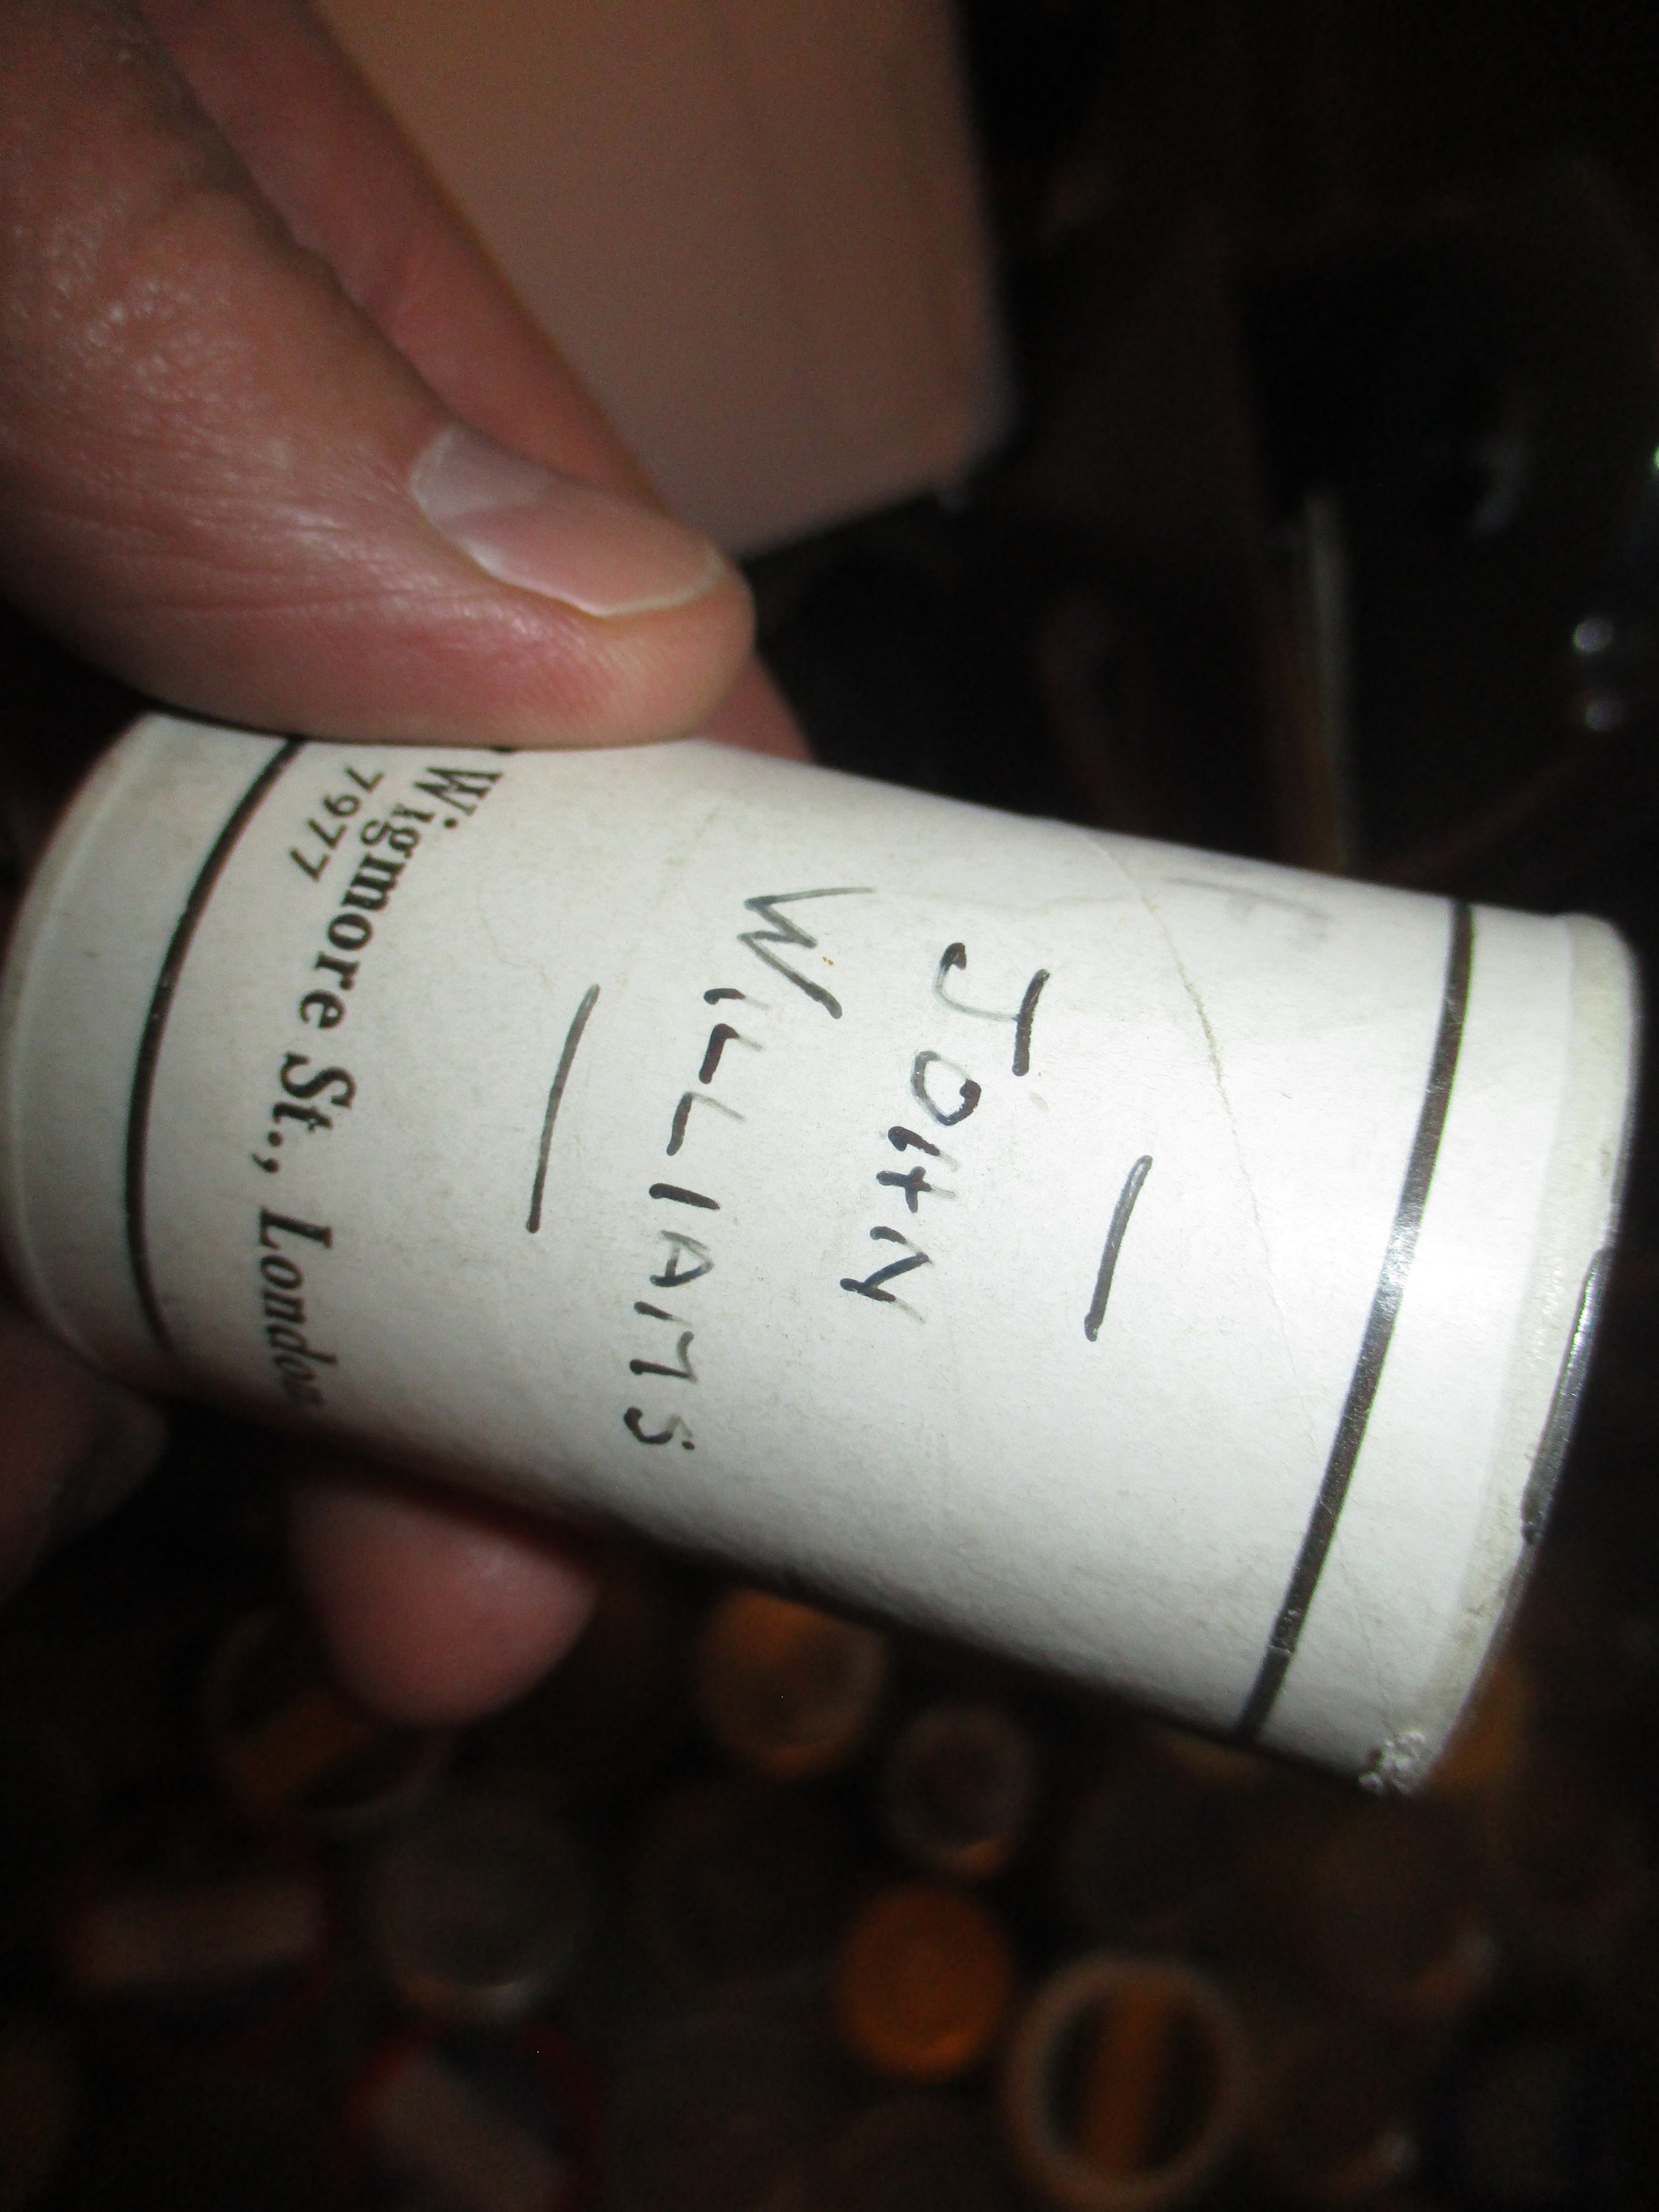 JOHN
WILLIAMS
Wigmore St., London
7977